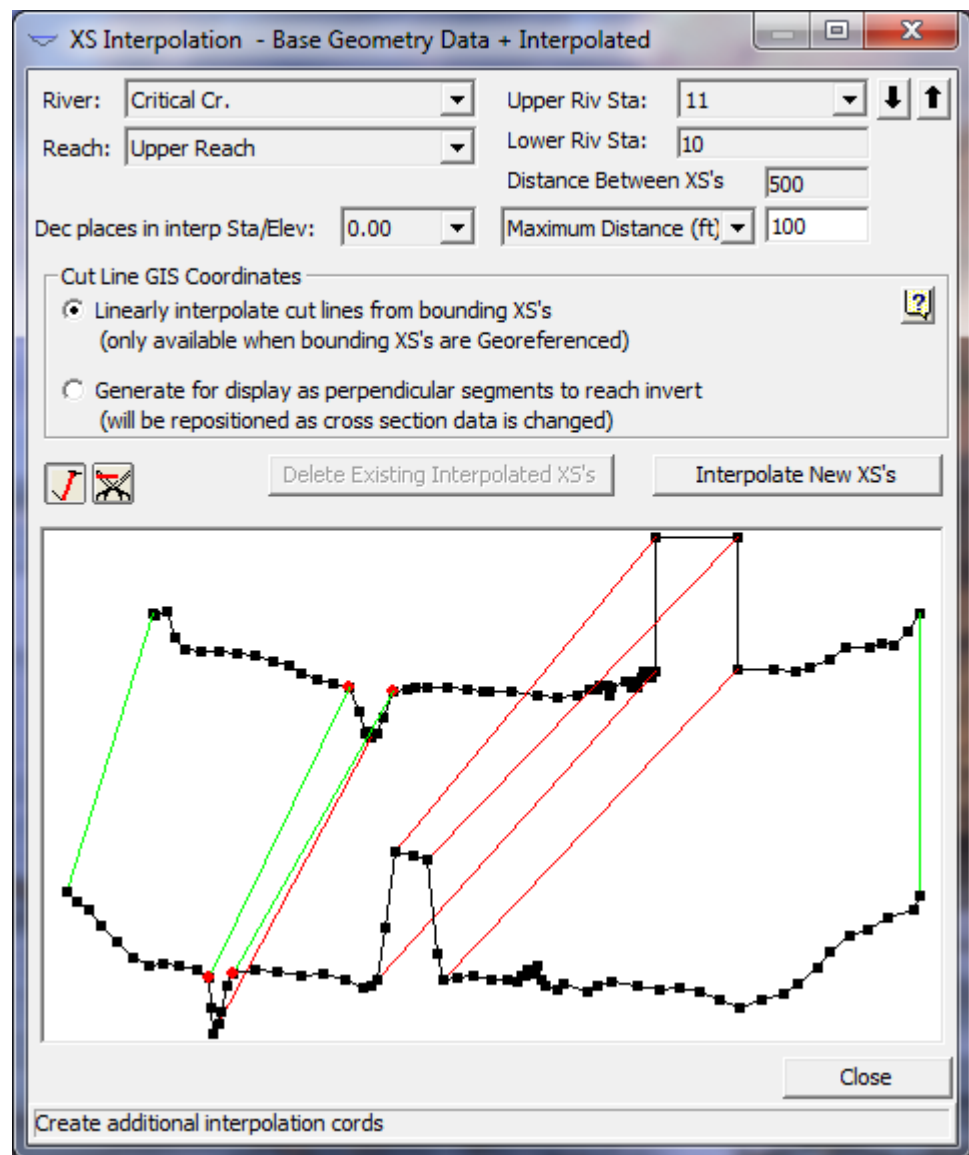 XS Interpolation - Base Geometry Data + Interpolated
River: Critical Cr.
Upper Riv Sta: 11
Reach: Upper Reach
Lower Riv Sta: 10
Distance Between XS's 500
Dec places in interp Sta/Elev: 0.00
Maximum Distance (ft) 100
Cut Line GIS Coordinates
Linearly interpolate cut lines from bounding XS's
(only available when bounding XS's are Georeferenced)
Generate for display as perpendicular segments to reach invert
(will be repositioned as cross section data is changed)
Delete Existing Interpolated XS's
Interpolate New XS's
Close
Create additional interpolation cords